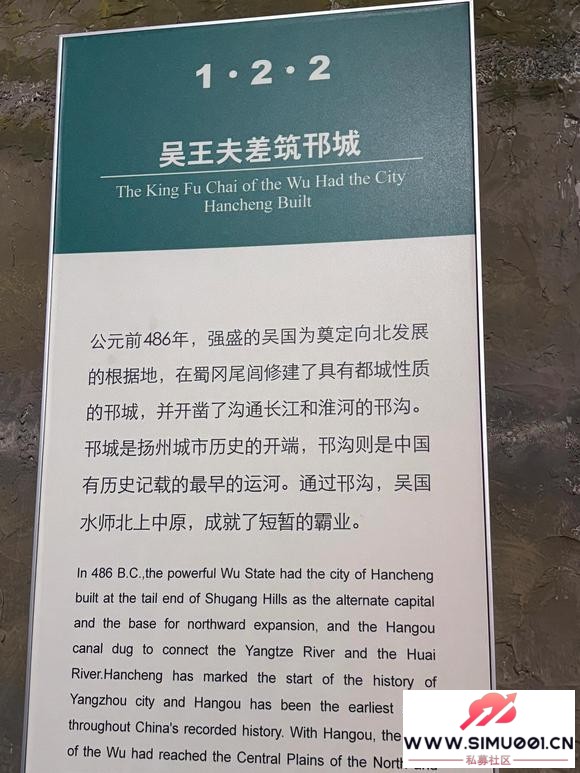 1·2·2
吴王夫差筑邗城
The King Fu Chai of the Wu Had the City
Hancheng Built
公元前486年，强盛的吴国为奠定向北发展
的根据地，在蜀冈尾闾修建了具有都城性质
的邗城，并开凿了沟通长江和淮河的邗沟。
邗城是扬州城市历史的开端，邗沟则是中国
有历史记载的最早的运河。通过邗沟，吴国
水师北上中原，成就了短暂的霸业。
In 486 B.C.,the powerful Wu State had the city of Hancheng
built at the tail end of Shugang Hills as the alternate capital
and the base for northward expansion, and the Hangou
canal dug to connect the Yangtze River and the Huai
River.Hancheng has marked the start of the history of
Yangzhou city and Hangou has been the earliest
throughout China's recorded history. With Hangou, the
of the Wu had reached the Central Plains of the North and
WWW.SIMU001.CN
私募社区